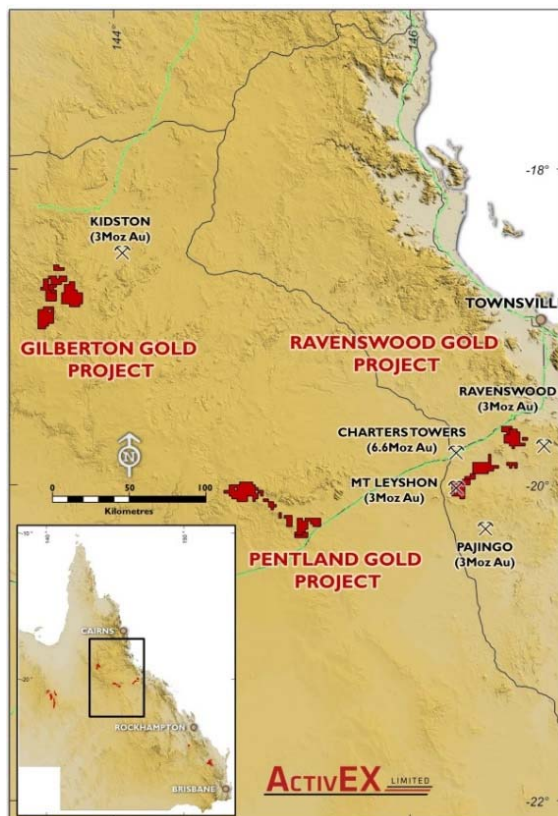 144°
146°
-18°
KIDSTON
(3Moz Au)
TOWNSVILLE
GILBERTON GOLD
PROJECT
RAVENSWOOD GOLD
PROJECT
RAVENSWOOD
(3Moz Au)
CHARTERS TOWERS
(6.6Moz Au)
N
-20°
MT LEYSHON
(3Moz Au)
0 50 100
Kilometres
PAJINGO
(3Moz Au)
PENTLAND GOLD
PROJECT
CAIRNS
ROCKHAMPTON
BRISBANE
ACTIVEX LIMITED
-22°